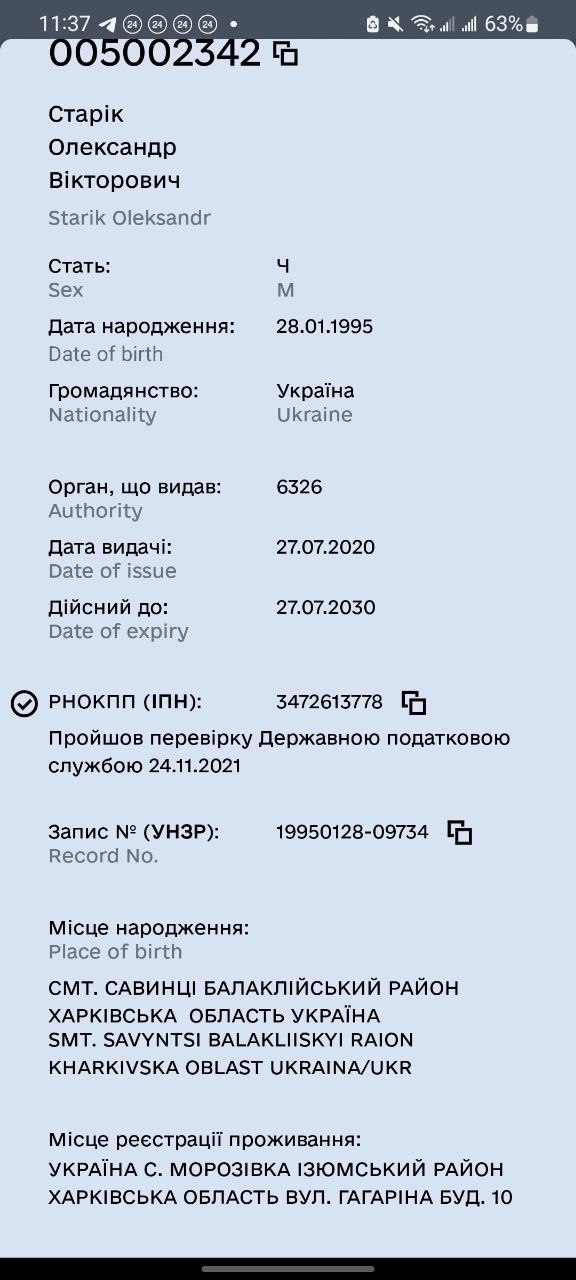 11:37 24 24 24 24 63%
005002342
Старік
Олександр
Вікторович
Starik Oleksandr
Стать: Ч
Sex M
Дата народження: 28.01.1995
Date of birth
Громадянство: Україна
Nationality Ukraine
Орган, що видав: 6326
Authority
Дата видачі: 27.07.2020
Date of issue
Дійсний до: 27.07.2030
Date of expiry
РНОКПП (ІПН): 3472613778
Пройшов перевірку Державною податковою
службою 24.11.2021
Запис № (УНЗР): 19950128-09734
Record No.
Місце народження:
Place of birth
СМТ. САВИНЦІ БАЛАКЛІЙСЬКИЙ РАЙОН
ХАРКІВСЬКА ОБЛАСТЬ УКРАЇНА
SMT. SAVYNTSI BALAKLIISKYI RAION
KHARKIVSKA OBLAST UKRAINA/UKR
Місце реєстрації проживання:
УКРАЇНА С. МОРОЗІВКА ІЗЮМСЬКИЙ РАЙОН
ХАРКІВСЬКА ОБЛАСТЬ ВУЛ. ГАГАРІНА БУД. 10